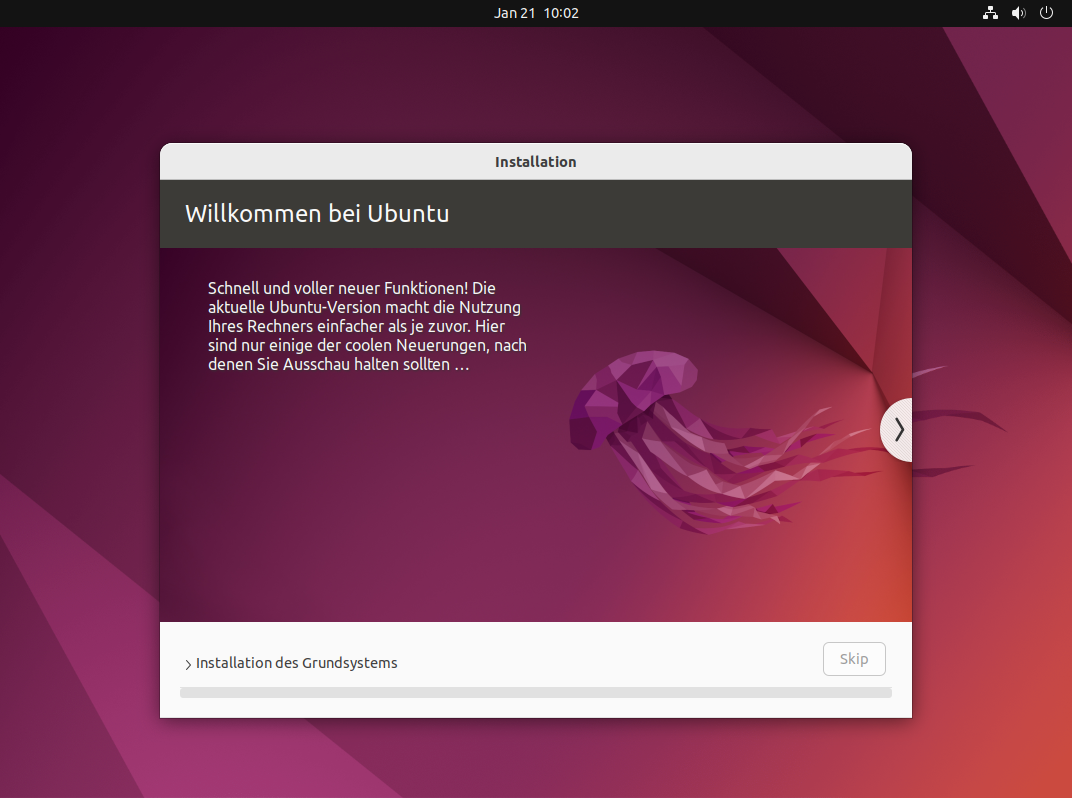 Jan 21 10:02
Installation
Willkommen bei Ubuntu
Schnell und voller neuer Funktionen! Die
aktuelle Ubuntu-Version macht die Nutzung
Ihres Rechners einfacher als je zuvor. Hier
sind nur einige der coolen Neuerungen, nach
denen Sie Ausschau halten sollten …
Installation des Grundsystems
Skip